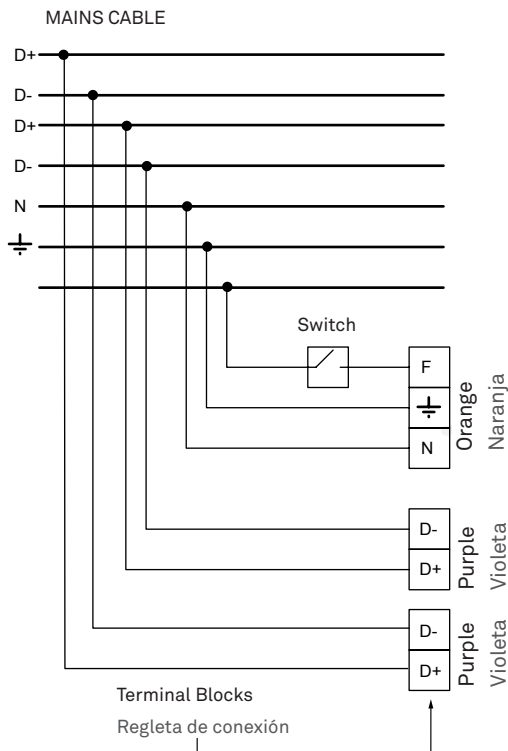 MAINS CABLE
D+
D-
D+
D-
N
Switch
F
N
Orange
Naranja
D-
D+
Purple
Violeta
D-
D+
Purple
Violeta
Terminal Blocks
Regleta de conexión